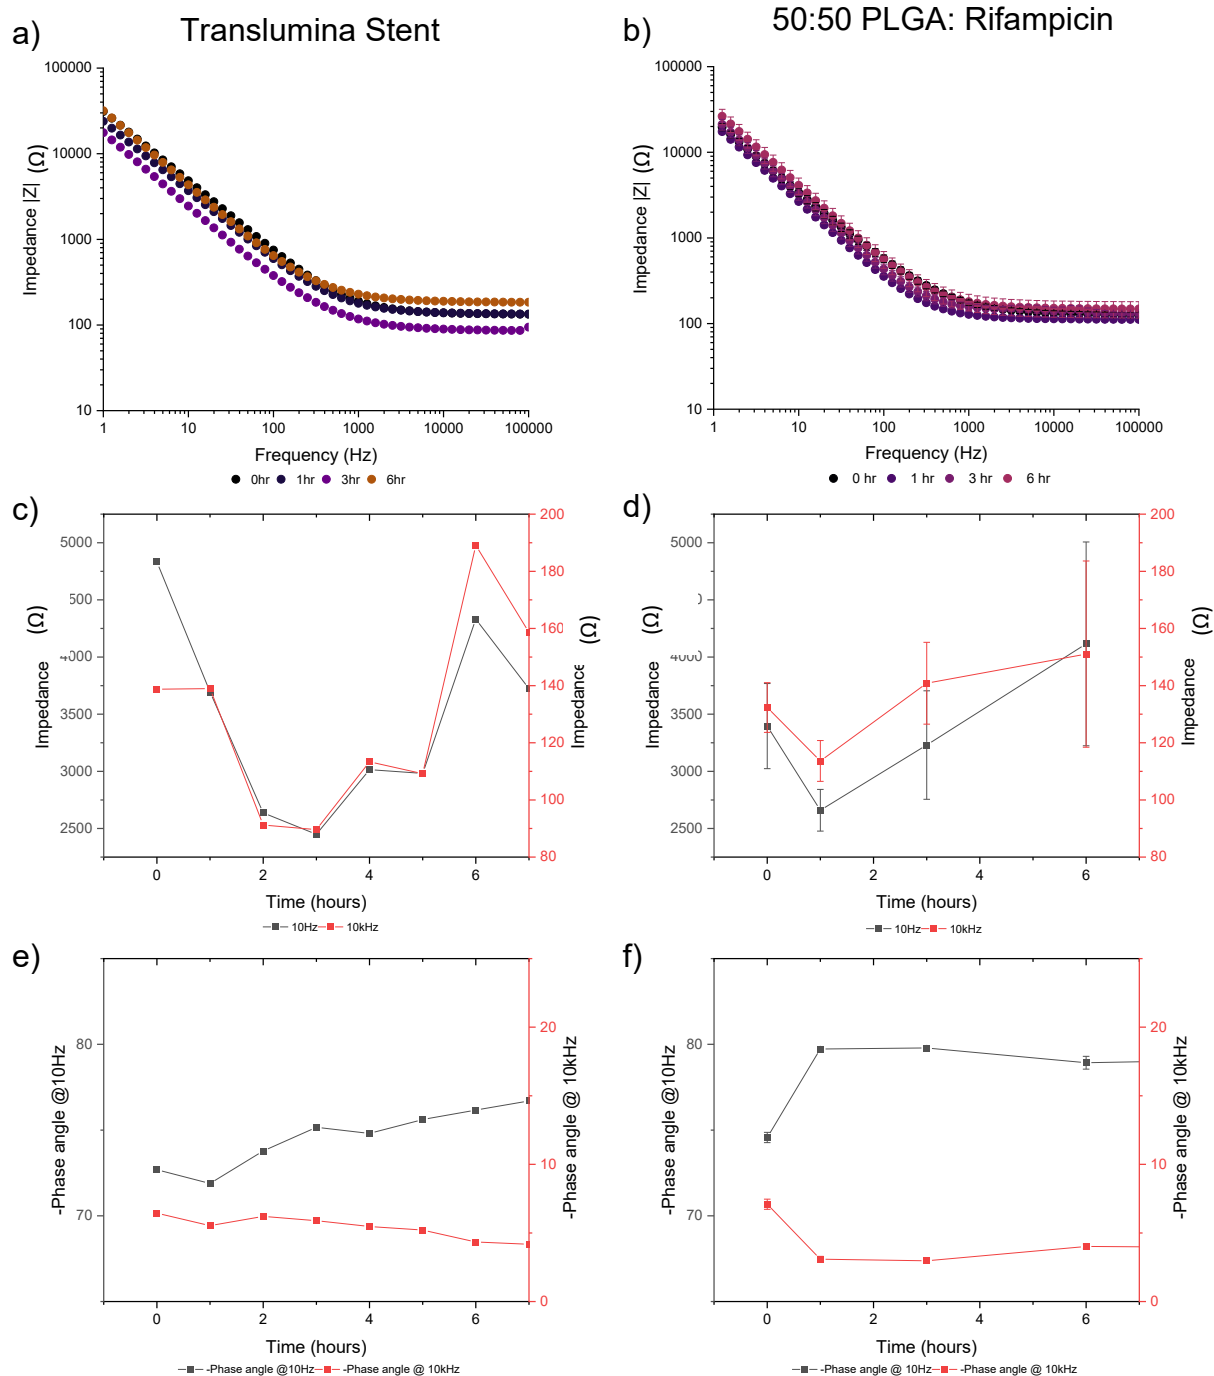 a)
Translumina Stent
b)
50:50 PLGA: Rifampicin
100000
10000
1000
100
10
Impedance |Z| (Ω)
1
10
100
1000
10000
100000
Frequency (Hz)
0hr 1hr 3hr 6hr
100000
10000
1000
100
10
Impedance |Z| (Ω)
1
10
100
1000
10000
100000
Frequency (Hz)
0 hr 1 hr 3 hr 6 hr
c)
5000
4000
3500
3000
2500
Impedance (Ω)
200
180
160
140
120
100
80
Impedance (Ω)
0 2 4 6
Time (hours)
10Hz 10kHz
d)
5000
4000
3500
3000
2500
Impedance (Ω)
200
180
160
140
120
100
80
Impedance (Ω)
0 2 4 6
Time (hours)
10Hz 10kHz
e)
80
70
-Phase angle @10Hz
20
10
0
-Phase angle @ 10kHz
0 2 4 6
Time (hours)
-Phase angle @10Hz -Phase angle @ 10kHz
f)
80
70
-Phase angle @10Hz
20
10
0
-Phase angle @ 10kHz
0 2 4 6
Time (hours)
-Phase angle @ 10Hz -Phase angle @ 10kHz